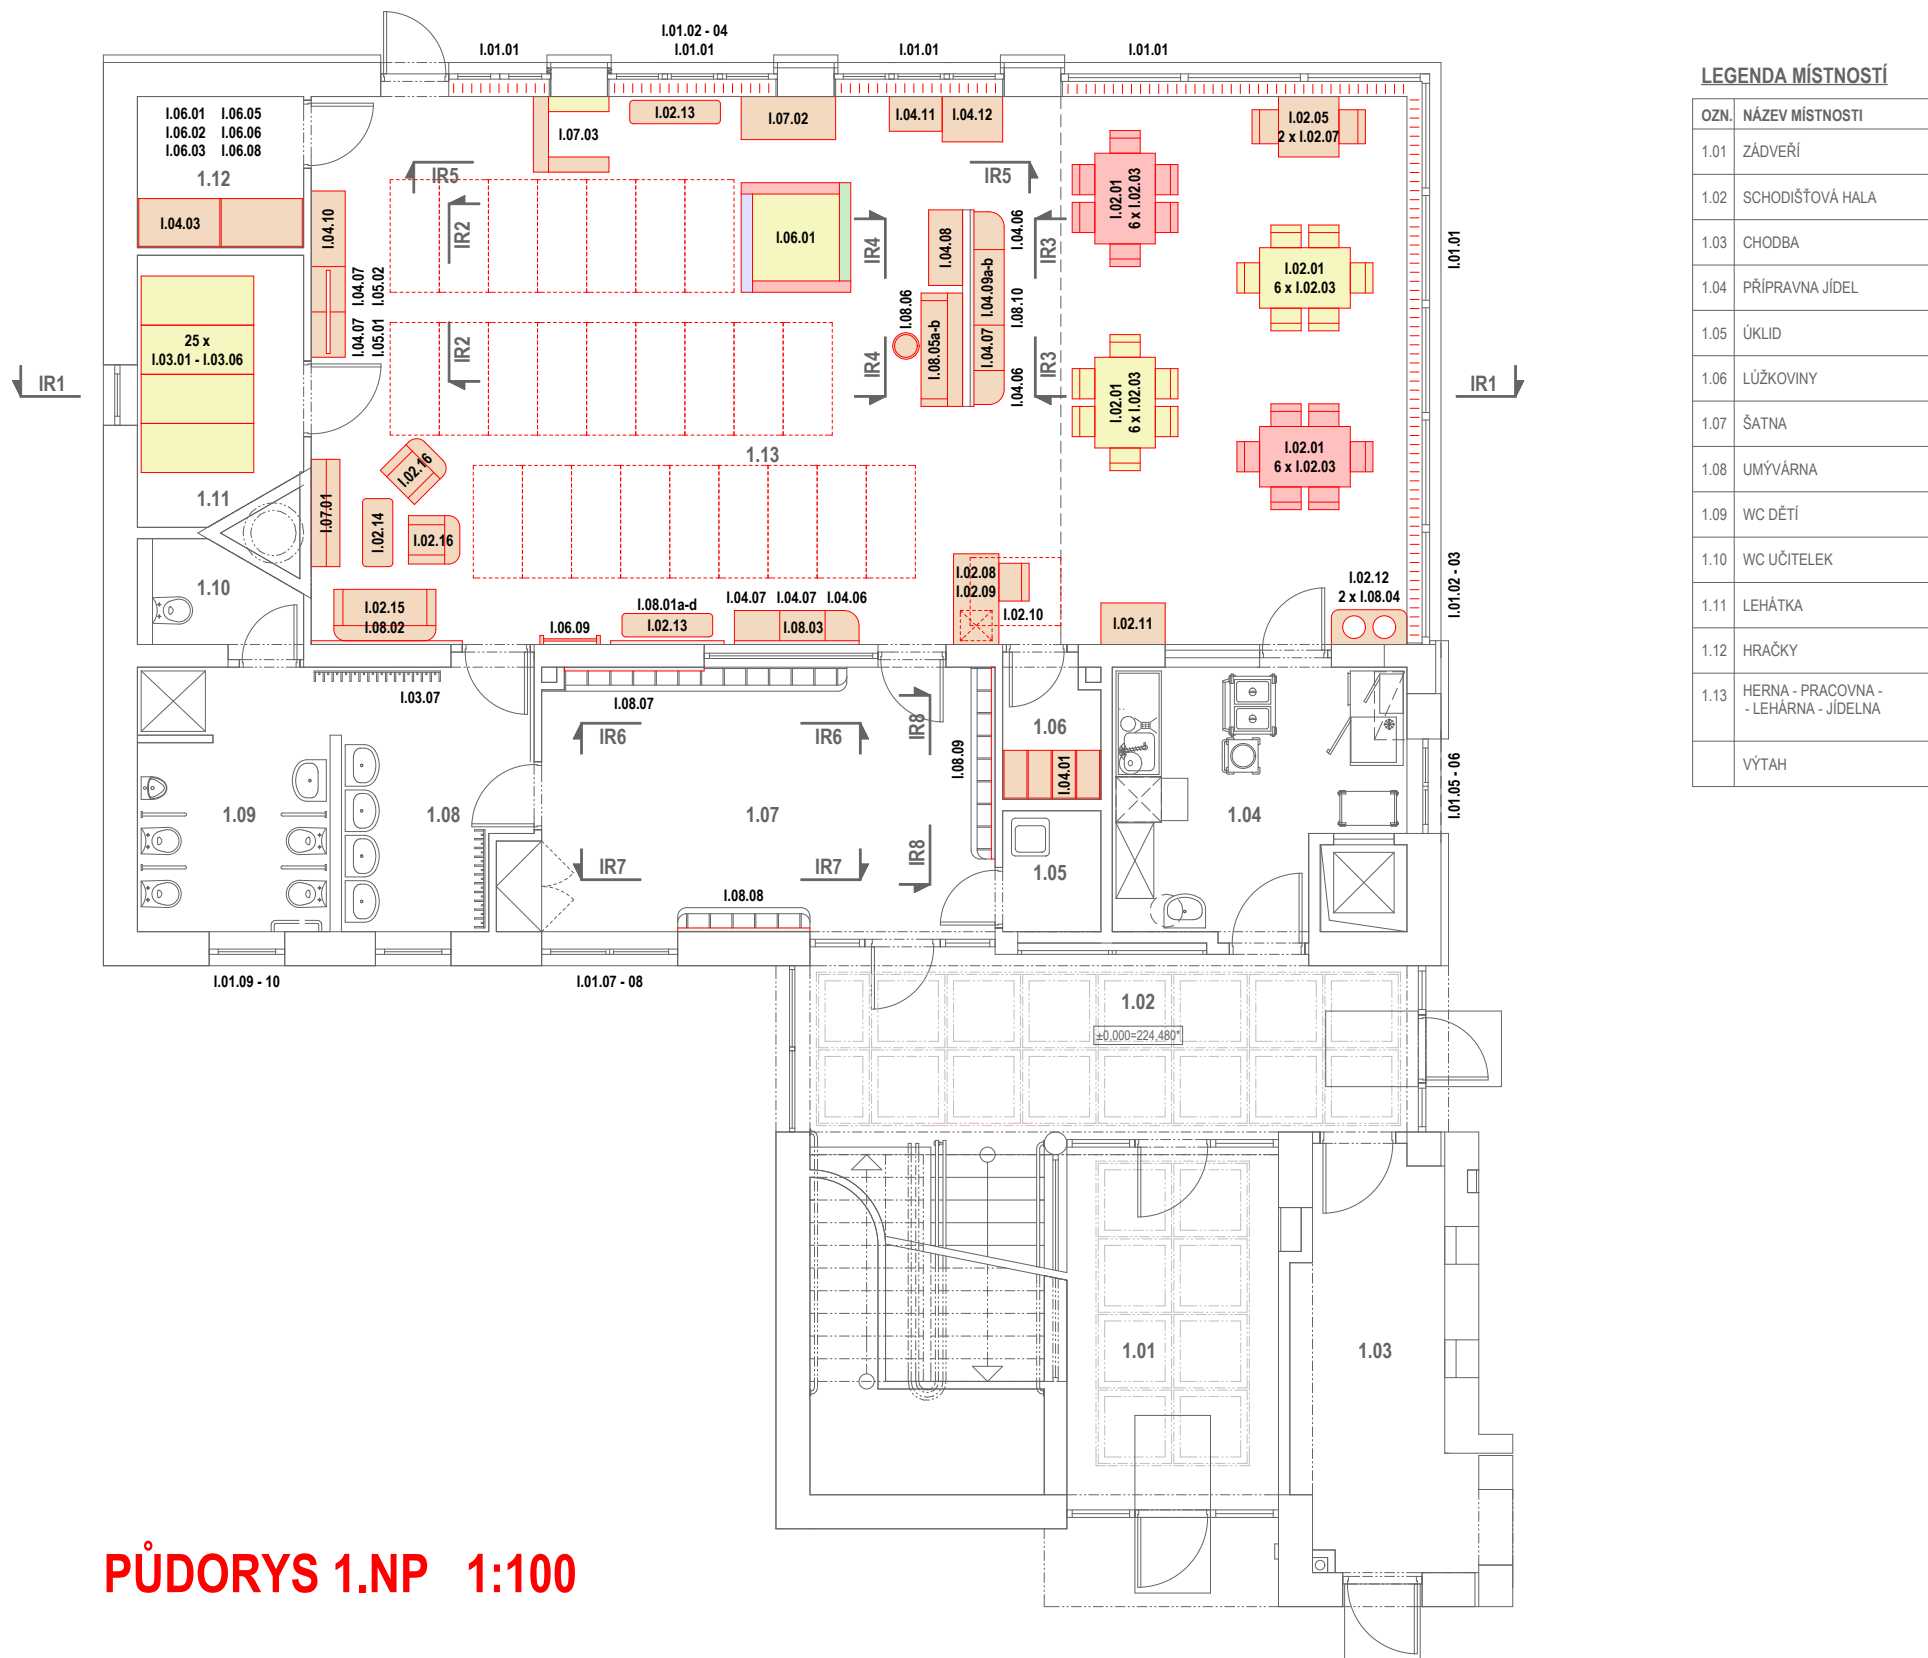 I.01.02 - 04
I.01.01
I.01.01
I.01.01
I.01.01
LEGENDA MÍSTNOSTÍ
OZN. NÁZEV MÍSTNOSTI
1.01 ZÁDVEŘÍ
1.02 SCHODIŠŤOVÁ HALA
1.03 CHODBA
1.04 PŘÍPRAVNA JÍDEL
1.05 ÚKLID
1.06 LŮŽKOVINY
1.07 ŠATNA
1.08 UMÝVÁRNA
1.09 WC DĚTÍ
1.10 WC UČITELEK
1.11 LEHÁTKA
1.12 HRAČKY
1.13 HERNA - PRACOVNA -
- LEHÁRNA - JÍDELNA
VÝTAH
I.06.01 I.06.05
I.06.02 I.06.06
I.06.03 I.06.08
1.12
I.04.03
I.04.10
I.07.03
I.02.13
I.07.02
I.04.11
I.04.12
I.02.05
2 x I.02.07
IR5
IR5
IR2
IR2
I.06.01
IR4
IR4
I.04.08
I.04.06
I.04.09a-b
I.08.10
I.04.07
I.04.06
I.08.06
I.08.05a-b
IR3
IR3
I.02.01
6 x I.02.03
I.02.01
6 x I.02.03
I.02.01
6 x I.02.03
I.02.01
6 x I.02.03
I.01.01
I.04.07
I.05.02
I.04.07
I.05.01
25 x
I.03.01 - I.03.06
IR1
IR1
1.13
1.11
I.07.01
I.02.16
I.02.14
I.02.16
1.10
I.02.15
I.08.02
I.06.09
I.08.01a-d
I.02.13
I.04.07 I.04.07 I.04.06
I.08.03
I.02.08
I.02.09
I.02.10
I.02.11
I.02.12
2 x I.08.04
I.01.02 - 03
I.03.07
I.08.07
IR6
IR6
IR8
IR8
I.08.09
1.06
I.04.01
1.09
1.08
1.07
1.04
1.05
IR7
IR7
I.08.08
I.01.05 - 06
I.01.09 - 10
I.01.07 - 08
1.02
±0,000=224,480*
1.01
1.03
PŮDORYS 1.NP 1:100